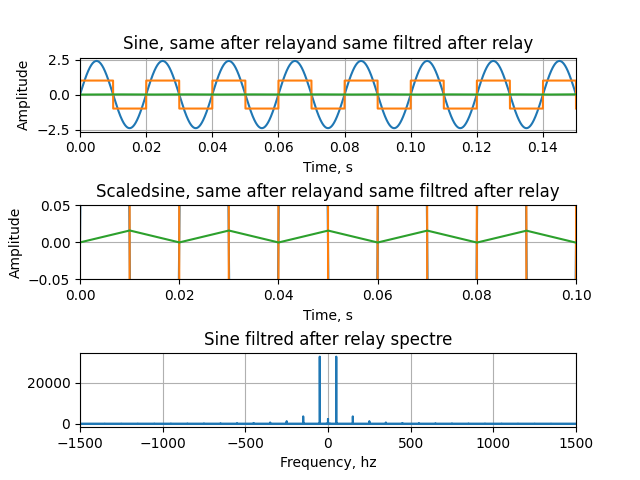 Sine, same after relayand same filtred after relay
Amplitude
2.5
0.0
−2.5
0.00 0.02 0.04 0.06 0.08 0.10 0.12 0.14
Time, s
Scaledsine, same after relayand same filtred after relay
Amplitude
0.05
0.00
−0.05
0.00 0.02 0.04 0.06 0.08 0.10
Time, s
Sine filtred after relay spectre
20000
0
−1500 −1000 −500 0 500 1000 1500
Frequency, hz